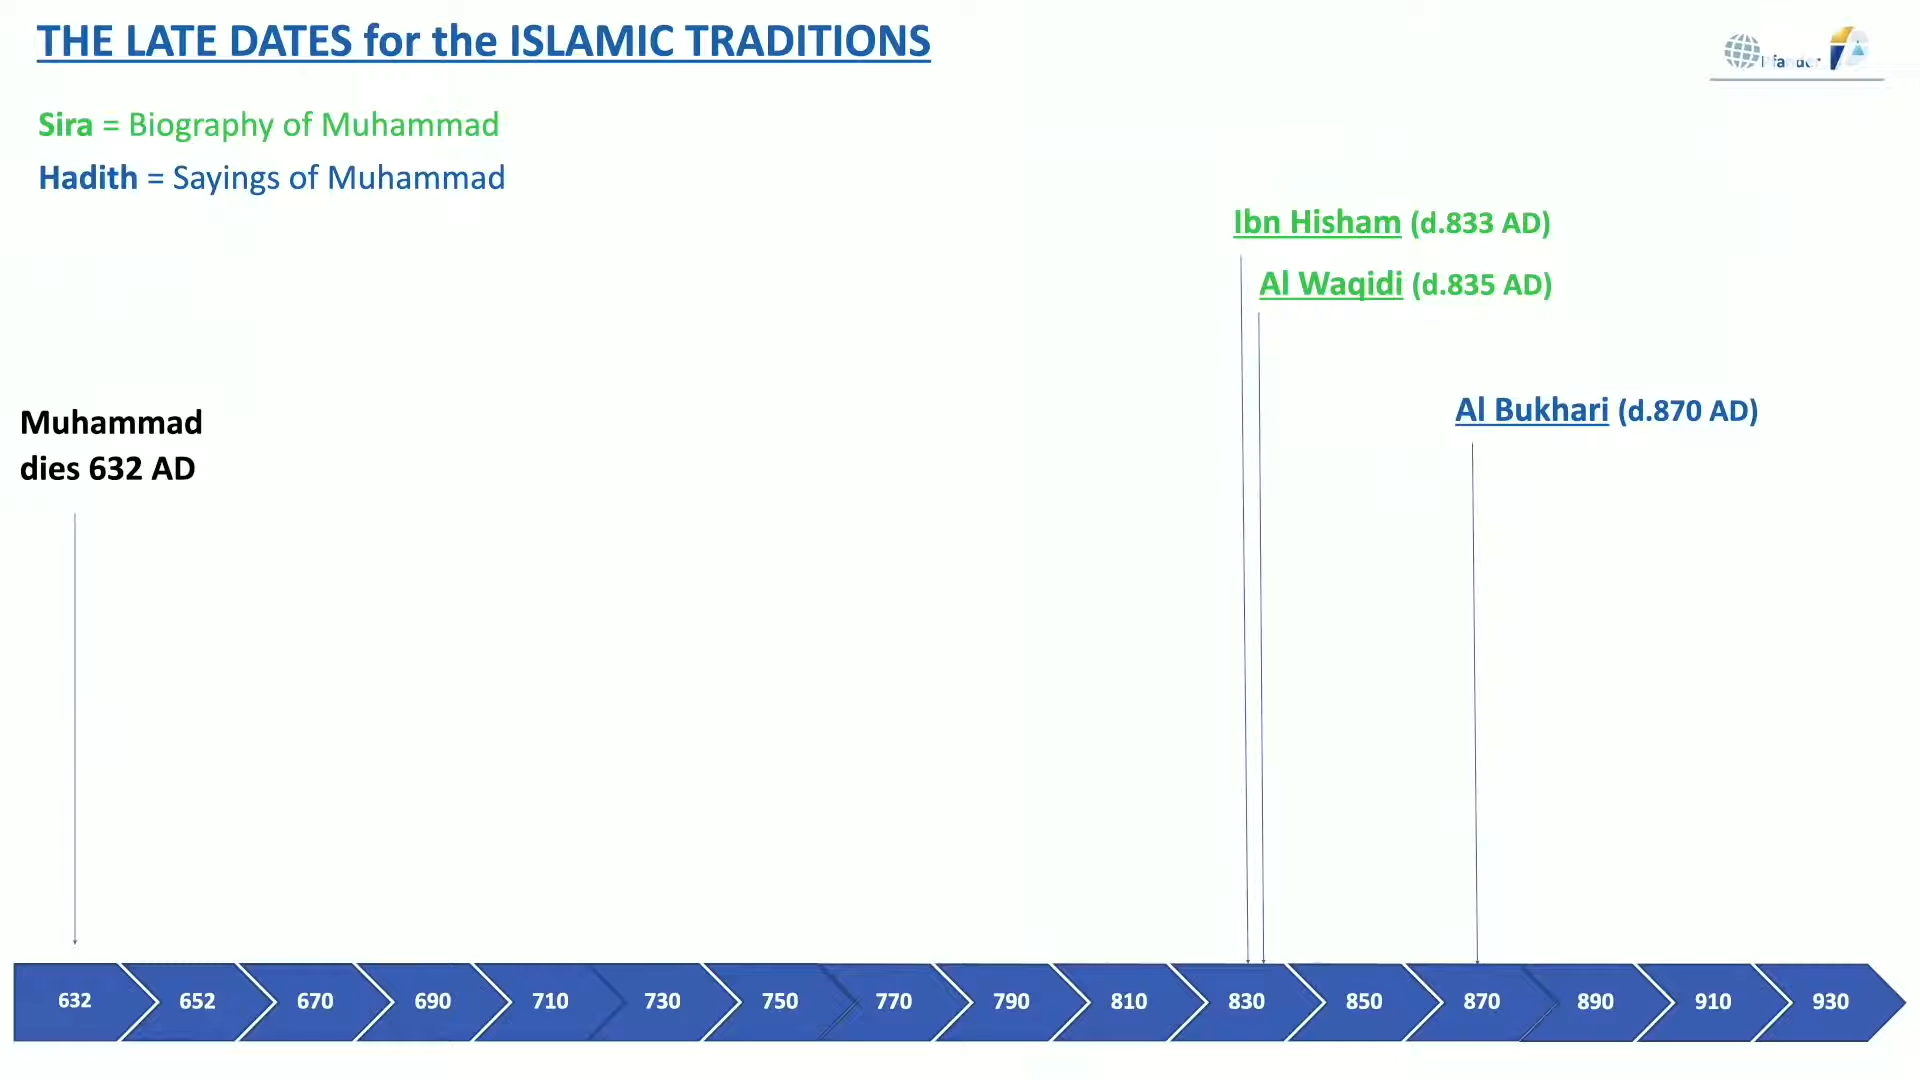 THE LATE DATES for the ISLAMIC TRADITIONS
Pfander
Sira = Biography of Muhammad
Hadith = Sayings of Muhammad
Ibn Hisham (d.833 AD)
Al Waqidi (d.835 AD)
Al Bukhari (d.870 AD)
Muhammad
dies 632 AD
632 652 670 690 710 730 750 770 790 810 830 850 870 890 910 930